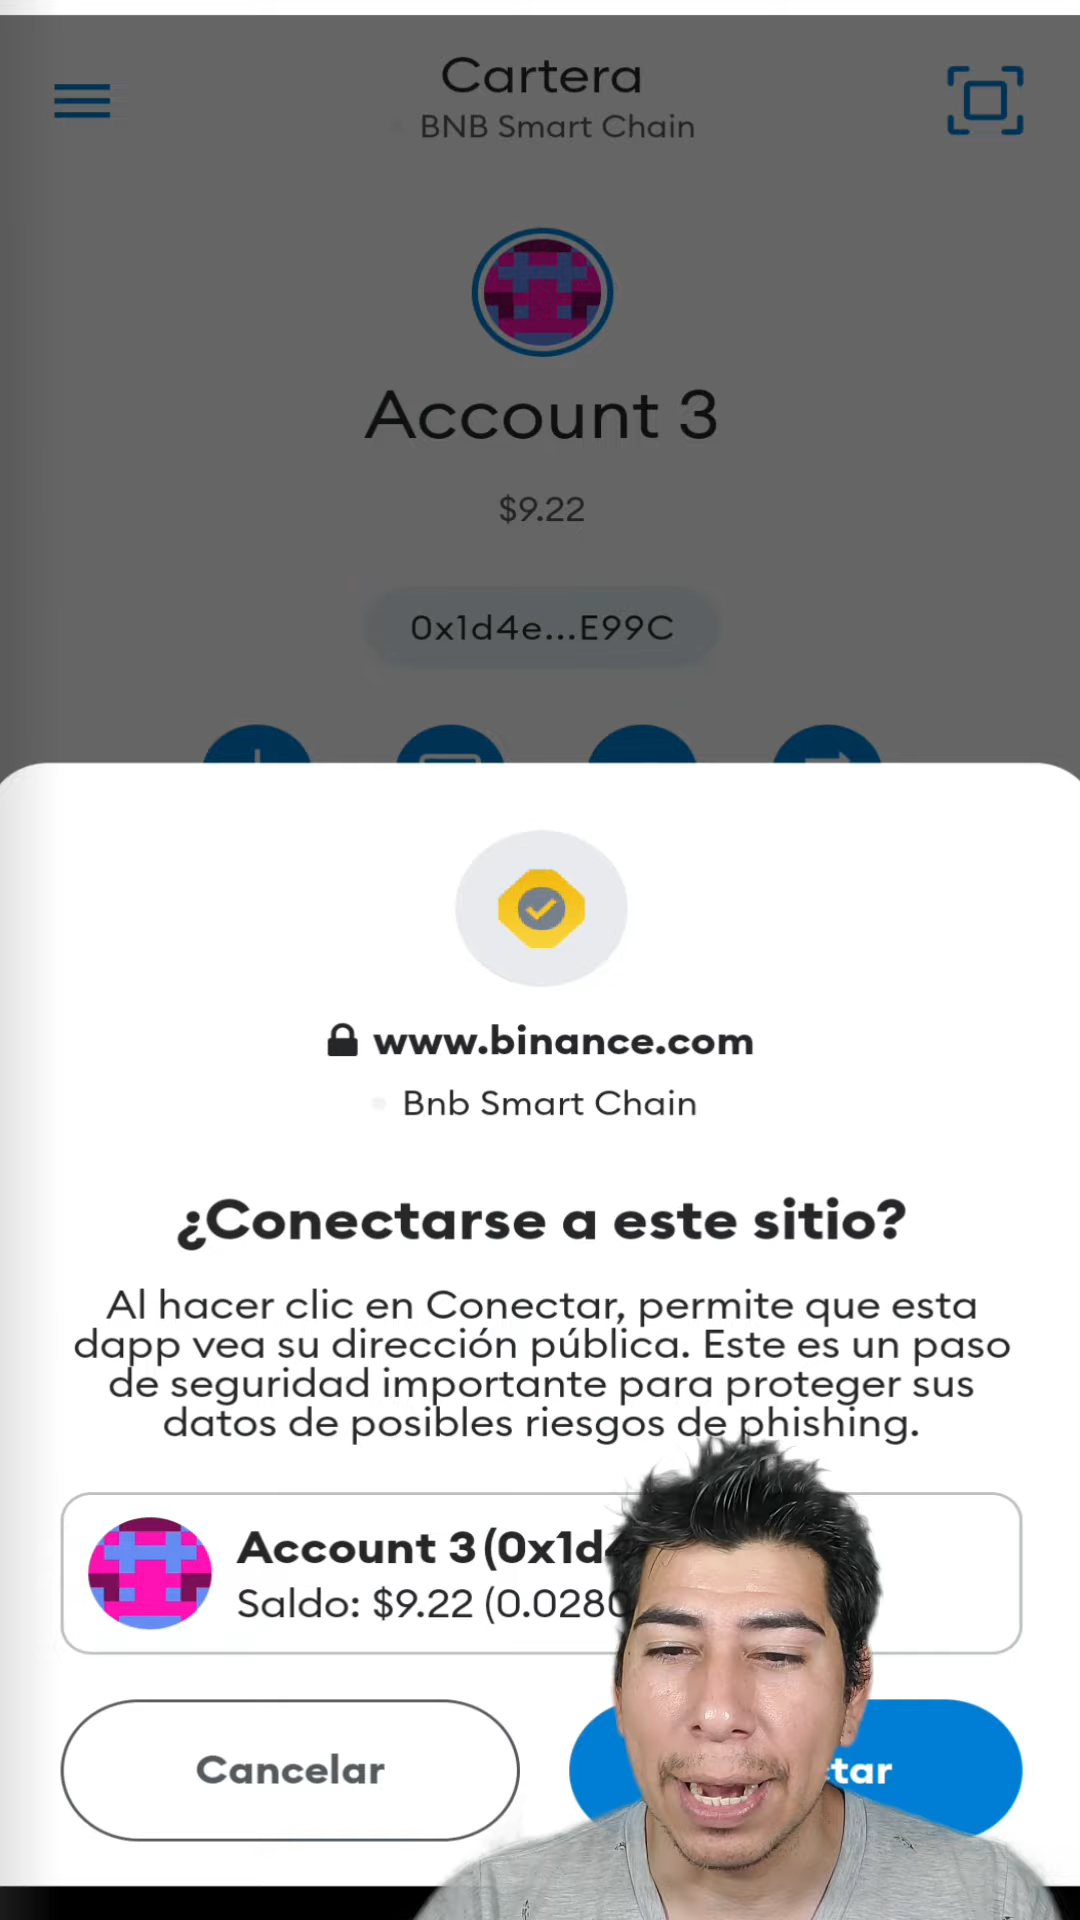 Cartera
BNB Smart Chain
Account 3
$9.22
0x1d4e...E99C
www.binance.com
Bnb Smart Chain
¿Conectarse a este sitio?
Al hacer clic en Conectar, permite que esta
dapp vea su dirección pública. Este es un paso
de seguridad importante para proteger sus
datos de posibles riesgos de phishing.
Account 3 (0x1d4
Saldo: $9.22 (0.0280
Cancelar
tar